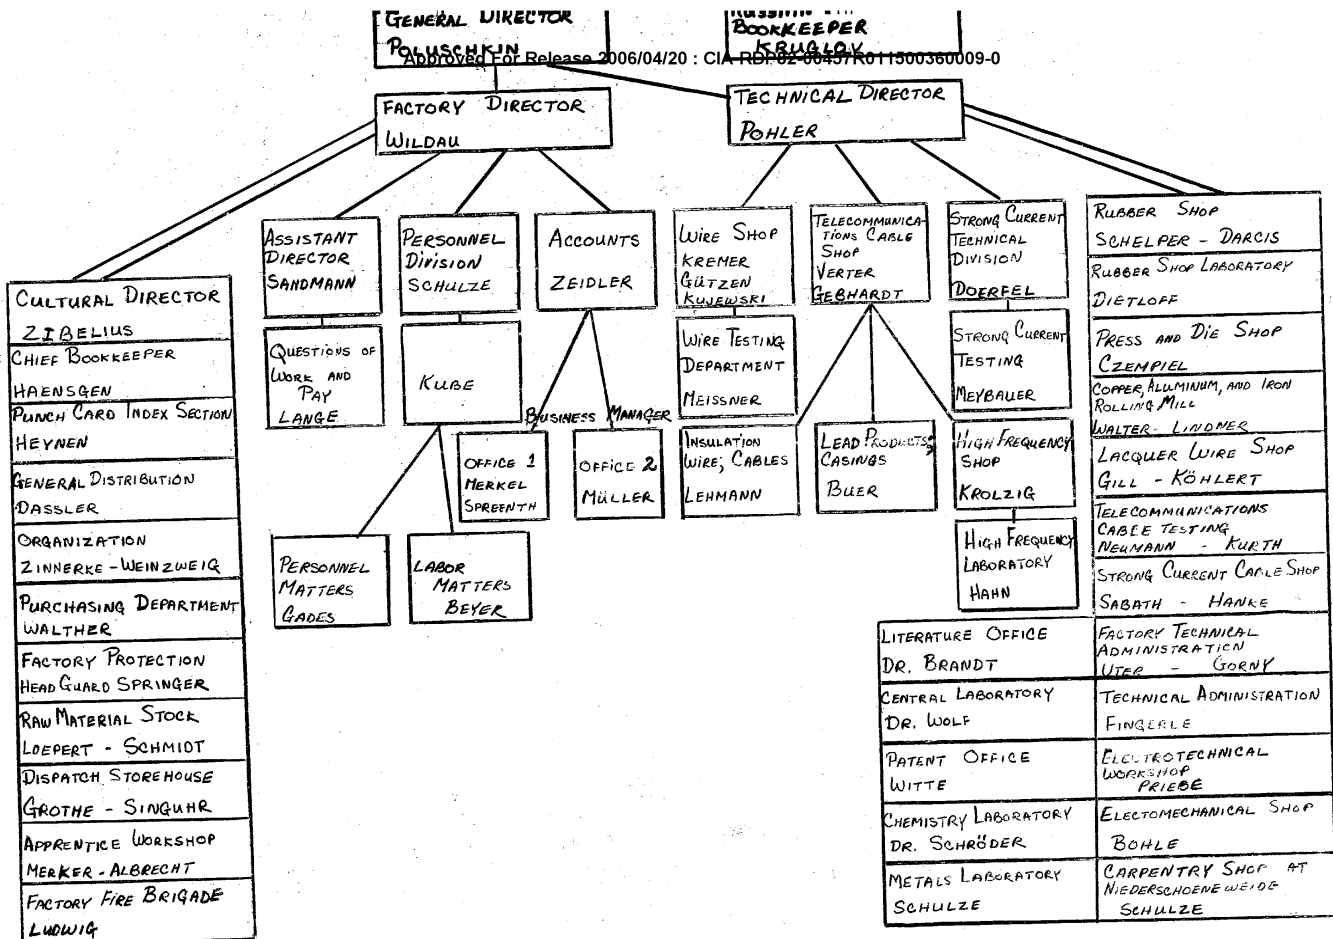 GENERAL DIRECTOR
POLUSCHKIN
BOOKKEEPER
KRUGLOV
Approved For Release 2006/04/20 : CIA-RDP82-00457R011500360009-0
FACTORY DIRECTOR
WILDAU
TECHNICAL DIRECTOR
POHLER
CULTURAL DIRECTOR
ZIBELIUS
CHIEF BOOKKEEPER
HAENSGEN
PUNCH CARD INDEX SECTION
HEYNEN
GENERAL DISTRIBUTION
DASSLER
ORGANIZATION
ZINNERKE - WEINZWEIG
PURCHASING DEPARTMENT
WALTHER
FACTORY PROTECTION
HEAD GUARD SPRINGER
RAW MATERIAL STOCK
LOEPERT - SCHMIDT
DISPATCH STOREHOUSE
GROTHE - SINGUHR
APPRENTICE WORKSHOP
MERKER - ALBRECHT
FACTORY FIRE BRIGADE
LUDWIG
ASSISTANT
DIRECTOR
SANDMANN
QUESTIONS OF
WORK AND
PAY
LANGE
PERSONNEL
DIVISION
SCHULZE
KUBE
PERSONNEL
MATTERS
GADES
LABOR
MATTERS
BEYER
ACCOUNTS
ZEIDLER
BUSINESS MANAGER
OFFICE 1
MERKEL
SPREENTH
OFFICE 2
MÜLLER
WIRE SHOP
KREMER
GÜTZEN
KUJEWSKI
WIRE TESTING
DEPARTMENT
MEISSNER
INSULATION
WIRE; CABLES
LEHMANN
TELECOMMUNICA-
TIONS CABLE
SHOP
VERTER
GEBHARDT
LEAD PRODUCTS;
CASINGS
BUER
STRONG CURRENT
TECHNICAL
DIVISION
DOERFEL
STRONG CURRENT
TESTING
MEYBAUER
HIGH FREQUENCY
SHOP
KROLZIG
HIGH FREQUENCY
LABORATORY
HAHN
RUBBER SHOP
SCHELPER - DARCIS
RUBBER SHOP LABORATORY
DIETLOFF
PRESS AND DIE SHOP
CZEMPIEL
COPPER, ALUMINUM, AND IRON
ROLLING MILL
WALTER - LINDNER
LACQUER WIRE SHOP
GILL - KÖHLERT
TELECOMMUNICATIONS
CABLE TESTING
NEUMANN - KURTH
STRONG CURRENT CABLE SHOP
SABATH - HANKE
LITERATURE OFFICE
DR. BRANDT
CENTRAL LABORATORY
DR. WOLF
PATENT OFFICE
WITTE
CHEMISTRY LABORATORY
DR. SCHRÖDER
METALS LABORATORY
SCHULZE
FACTORY TECHNICAL
ADMINISTRATION
UTER - GORNY
TECHNICAL ADMINISTRATION
FINGERLE
ELECTROTECHNICAL
WORKSHOP
PRIEBE
ELECTOMECHANICAL SHOP
BOHLE
CARPENTRY SHOP AT
NIEDERSCHOENEWEIDE
SCHULZE